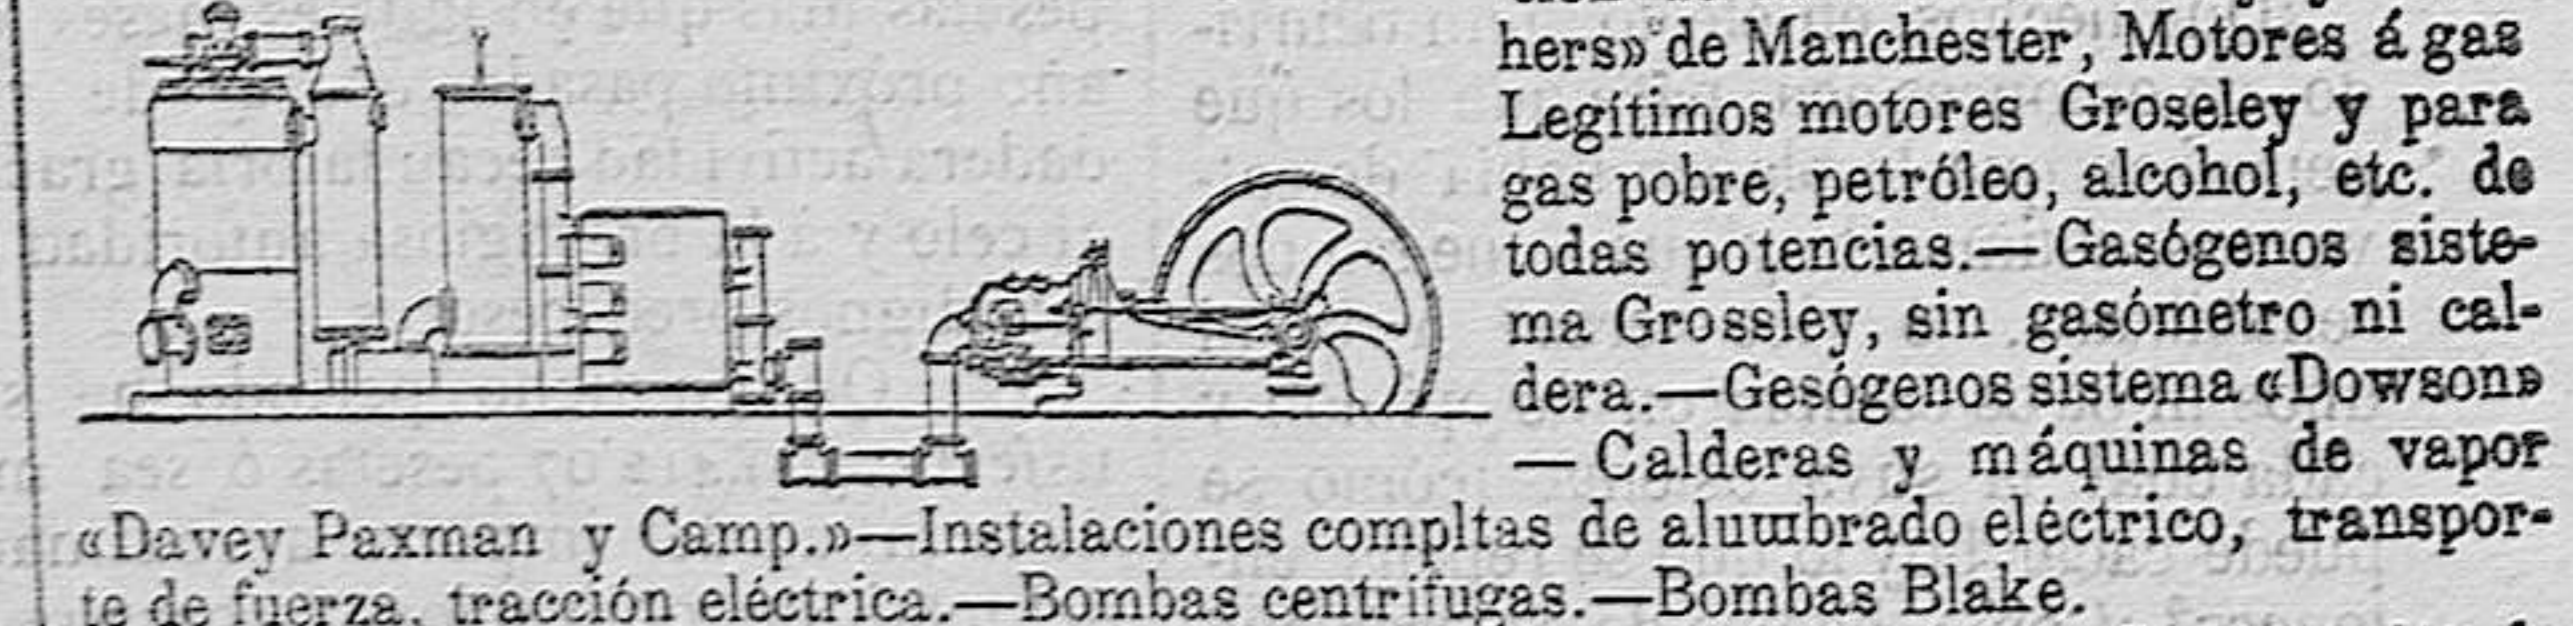 hers» de Manchester, Motores á gas
Legítimos motores Groseley y para
gas pobre, petróleo, alcohol, etc. de
todas potencias.—Gasógenos siste-
ma Grossley, sin gasómetro ni cal-
dera.—Gesógenos sistema «Dowson»
—Calderas y máquinas de vapor
«Davey Paxman y Camp.»—Instalaciones compltas de alumbrado eléctrico, transpor-
te de fuerza, tracción eléctrica.—Bombas centrífugas.—Bombas Blake.